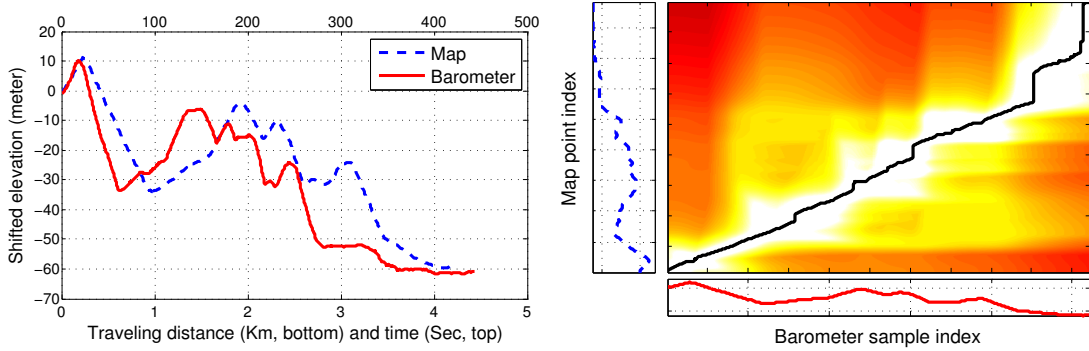 0 100 200 300 400 500
20
10
0
−10
−20
−30
−40
−50
−60
−70
0 1 2 3 4 5
Shifted elevation (meter)
Map
Barometer
Traveling distance (Km, bottom) and time (Sec, top)
Map point index
Barometer sample index